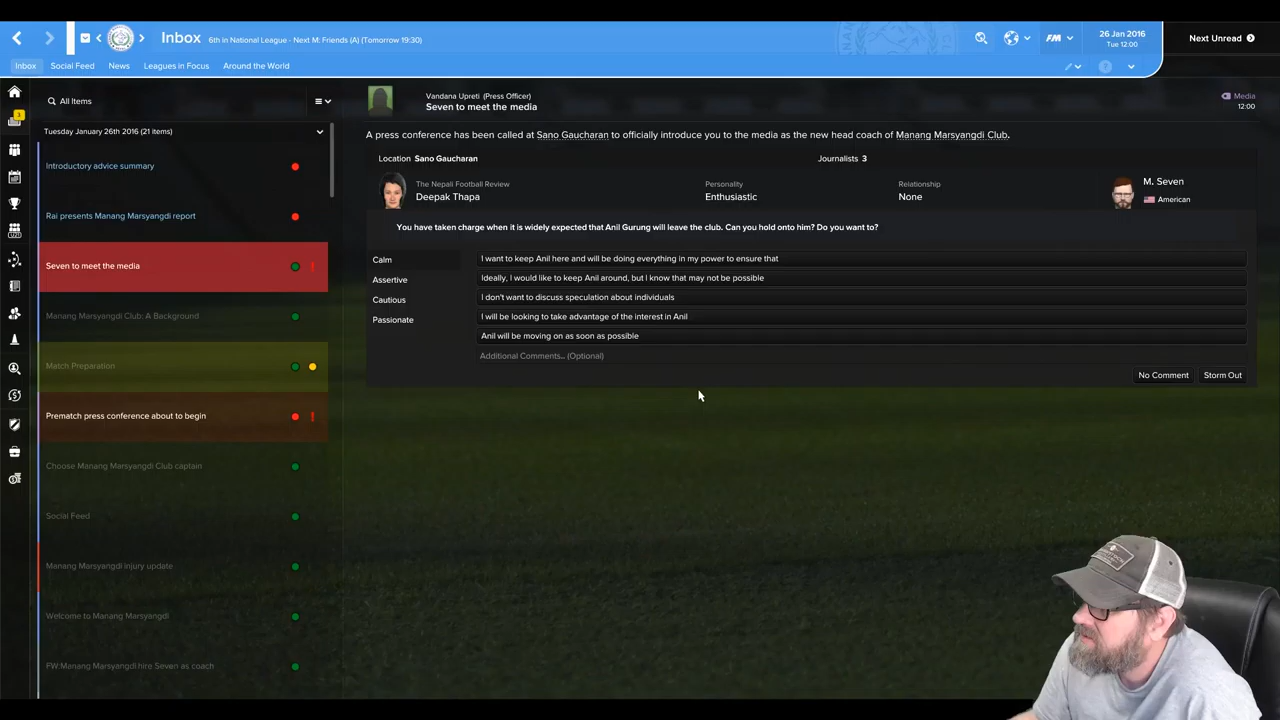 Inbox
6th in National League - Next M: Friends (A) (Tomorrow 19:30)
FM
26 Jan 2016
Tue 12:00
Next Unread
Inbox
Social Feed
News
Leagues in Focus
Around the World
3
All Items
Vandana Upreti (Press Officer)
Seven to meet the media
Media
12:00
Tuesday January 26th 2016 (21 items)
A press conference has been called at Sano Gaucharan to officially introduce you to the media as the new head coach of Manang Marsyangdi Club.
Introductory advice summary
Location Sano Gaucharan
Journalists 3
The Nepali Football Review
Deepak Thapa
Personality
Enthusiastic
Relationship
None
M. Seven
American
Rai presents Manang Marsyangdi report
You have taken charge when it is widely expected that Anil Gurung will leave the club. Can you hold onto him? Do you want to?
Seven to meet the media
Calm
Assertive
Cautious
Passionate
I want to keep Anil here and will be doing everything in my power to ensure that
Ideally, I would like to keep Anil around, but I know that may not be possible
I don't want to discuss speculation about individuals
I will be looking to take advantage of the interest in Anil
Anil will be moving on as soon as possible
Additional Comments... (Optional)
No Comment
Storm Out
Manang Marsyangdi Club: A Background
Match Preparation
Prematch press conference about to begin
Choose Manang Marsyangdi Club captain
Social Feed
Manang Marsyangdi injury update
Welcome to Manang Marsyangdi
FW:Manang Marsyangdi hire Seven as coach